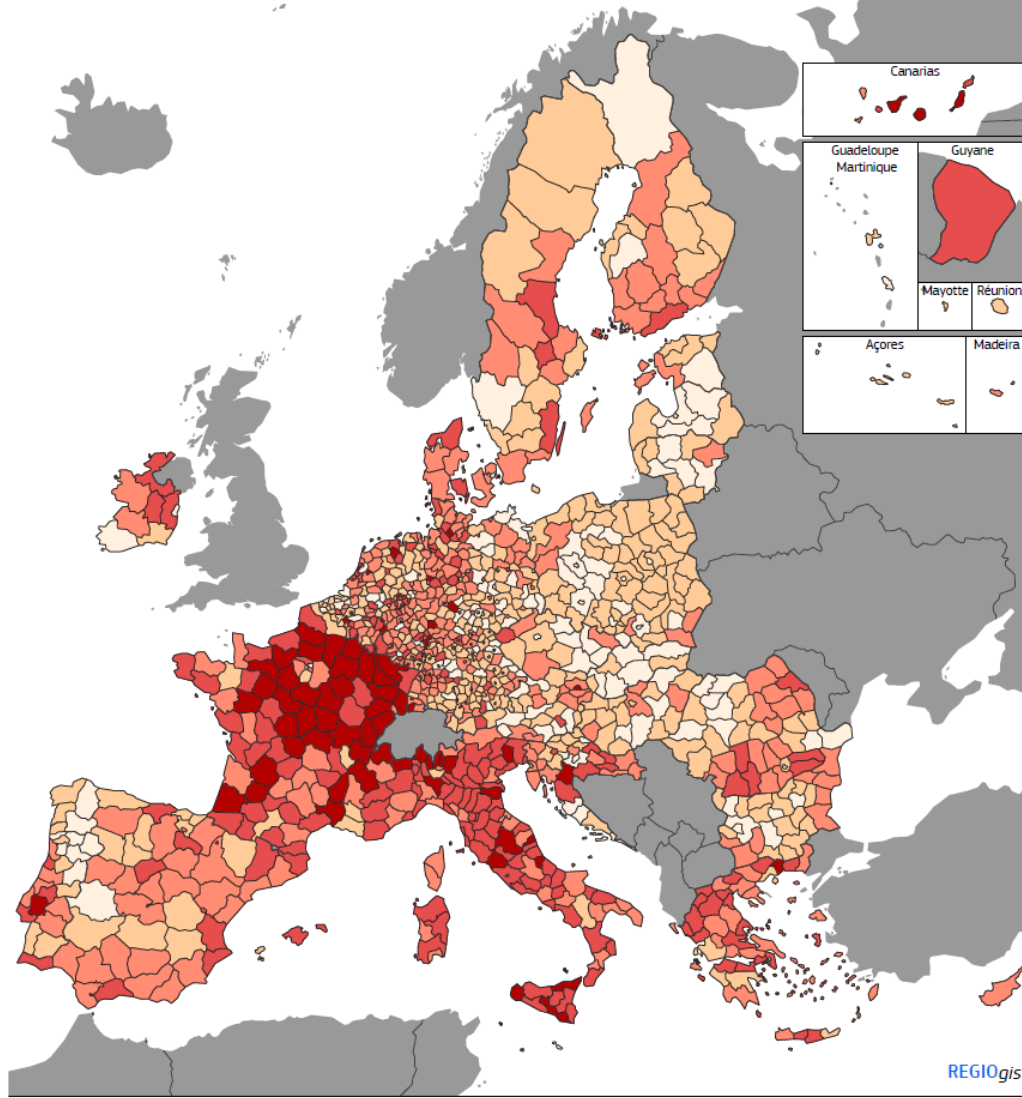 Canarias
Guadeloupe
Martinique
Guyane
Mayotte
Réunion
Açores
Madeira
REGIOgis